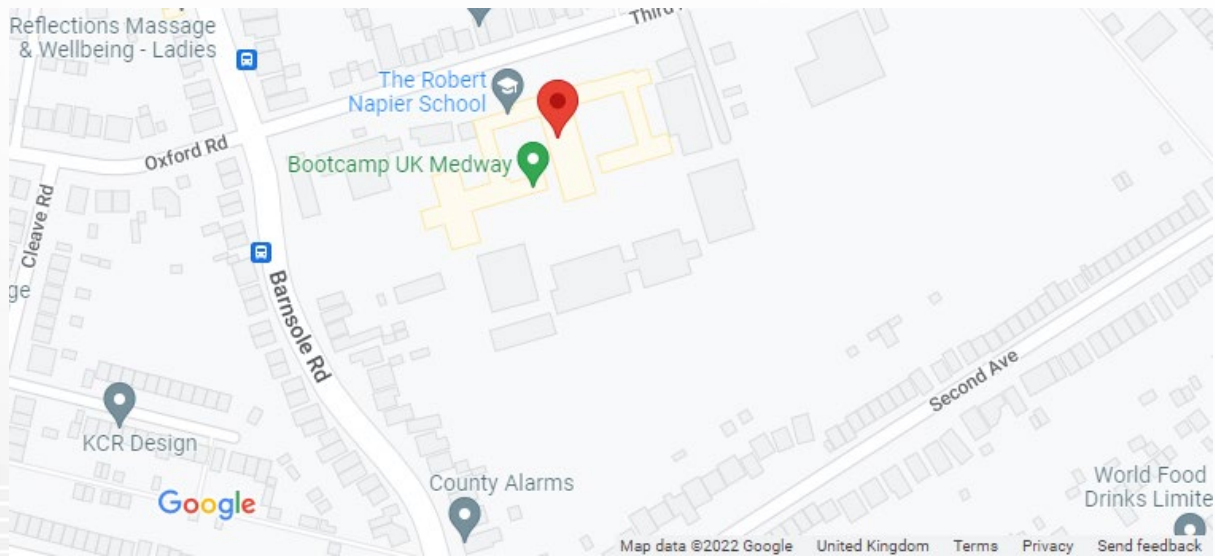 Reflections Massage
& Wellbeing - Ladies
Third
The Robert
Napier School
Oxford Rd
Bootcamp UK Medway
Cleave Rd
ge
Barnsole Rd
Second Ave
KCR Design
County Alarms
World Food
Drinks Limite
Google
Map data ©2022 Google United Kingdom Terms Privacy Send feedback